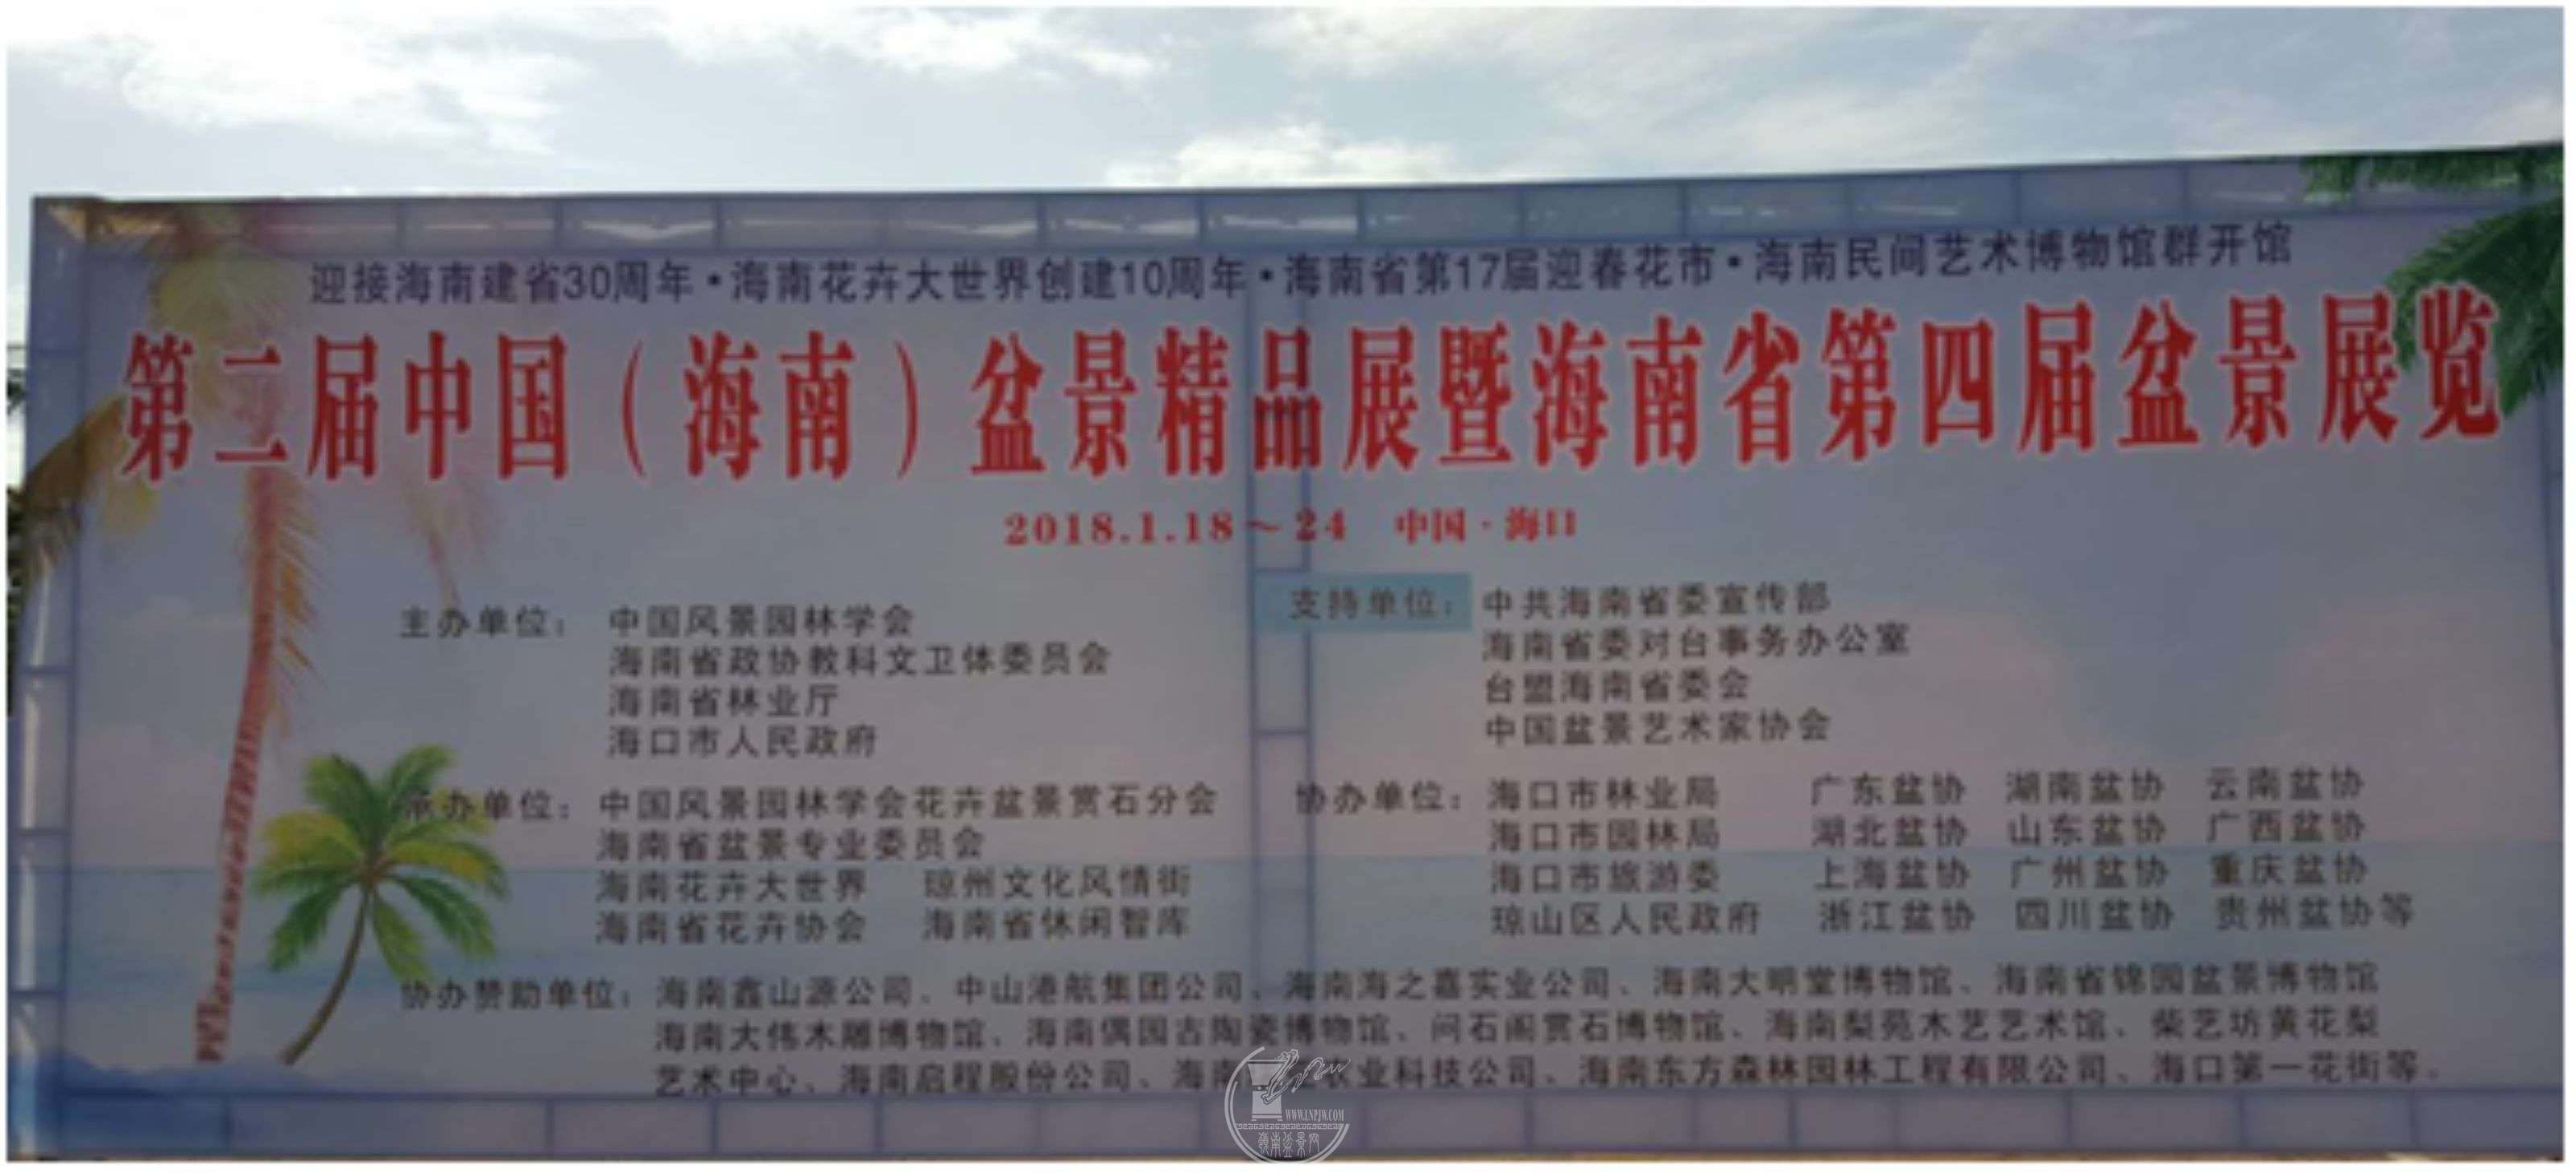 迎接海南建省30周年·海南花卉大世界创建10周年·海南省第17届迎春花市·海南民间艺术博物馆群开馆
第二届中国（海南）盆景精品展暨海南省第四届盆景展览
2018.1.18～24 中国·海口
主办单位：中国风景园林学会
海南省政协教科文卫体委员会
海南省林业厅
海口市人民政府
支持单位：中共海南省委宣传部
海南省委对台事务办公室
台盟海南省委会
中国盆景艺术家协会
承办单位：中国风景园林学会花卉盆景赏石分会
海南省盆景专业委员会
海南花卉大世界 琼州文化风情街
海南省花卉协会 海南省休闲智库
协办单位：海口市林业局 广东盆协 湖南盆协 云南盆协
海口市园林局 湖北盆协 山东盆协 广西盆协
海口市旅游委 上海盆协 广州盆协 重庆盆协
琼山区人民政府 浙江盆协 四川盆协 贵州盆协等
协办赞助单位：海南鑫山源公司、中山港航集团公司、海南海之嘉实业公司、海南大明堂博物馆、海南省锦园盆景博物馆
海南大伟木雕博物馆、海南偶园古陶瓷博物馆、问石阁赏石博物馆、海南梨苑木艺艺术馆、柴艺坊黄花梨
艺术中心、海南启程股份公司、海南农业科技公司、海南东方森林园林工程有限公司、海口第一花街等。
WWW.LNPJW.COM
岭南盆景网